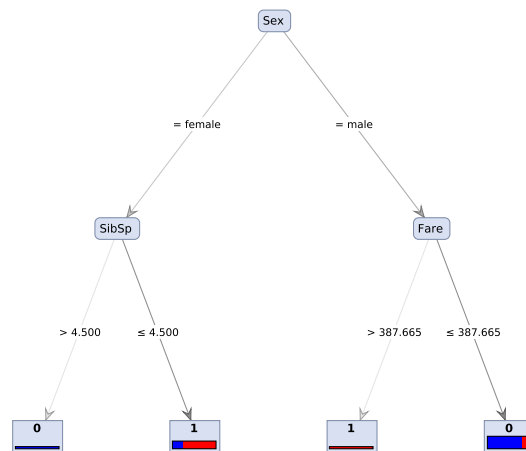 Sex
= female
= male
SibSp
Fare
> 4.500
≤ 4.500
> 387.665
≤ 387.665
0
1
1
0